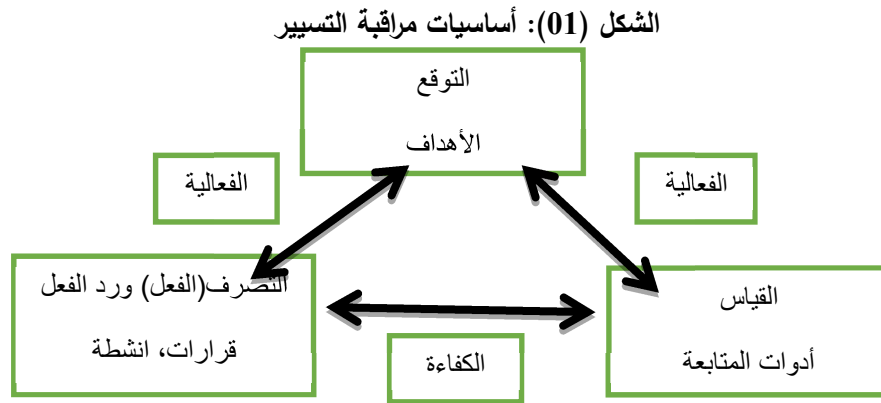 الشكل (01): أساسيات مراقبة التسيير
التوقع
الأهداف
الفعالية
الفعالية
القياس
أدوات المتابعة
التصرف(الفعل) ورد الفعل
قرارات، انشطة
الكفاءة